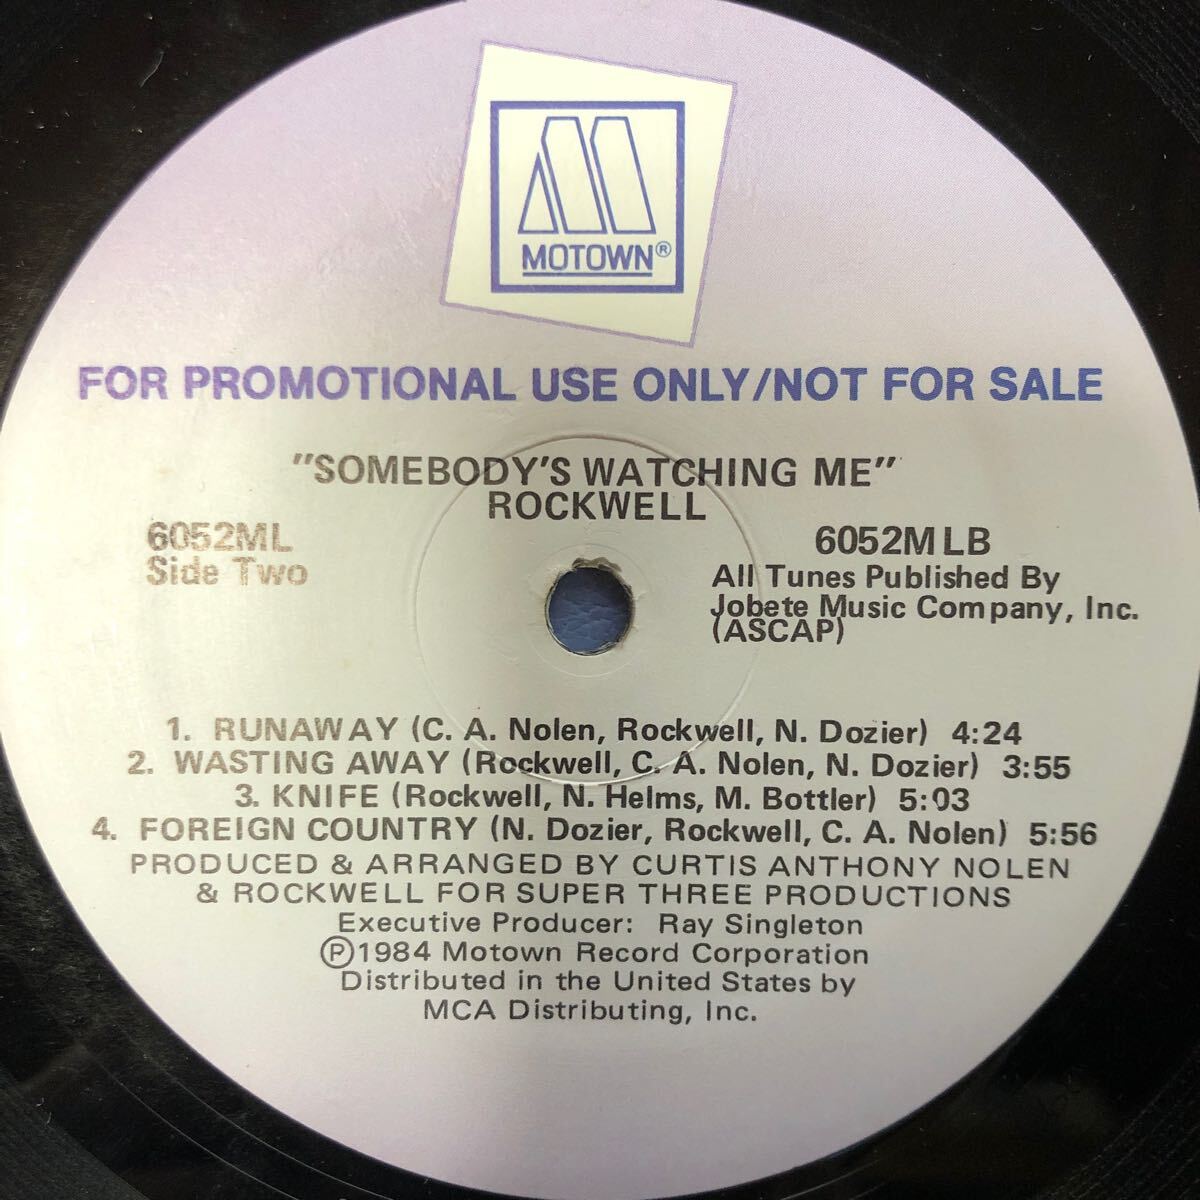 MOTOWN®
FOR PROMOTIONAL USE ONLY/NOT FOR SALE
"SOMEBODY'S WATCHING ME"
ROCKWELL
6052ML
Side Two
6052MLB
All Tunes Published By
Jobete Music Company, Inc.
(ASCAP)
1. RUNAWAY (C. A. Nolen, Rockwell, N. Dozier) 4:24
2. WASTING AWAY (Rockwell, C. A. Nolen, N. Dozier) 3:55
3. KNIFE (Rockwell, N. Helms, M. Bottler) 5:03
4. FOREIGN COUNTRY (N. Dozier, Rockwell, C. A. Nolen) 5:56
PRODUCED & ARRANGED BY CURTIS ANTHONY NOLEN
& ROCKWELL FOR SUPER THREE PRODUCTIONS
Executive Producer: Ray Singleton
Ⓟ1984 Motown Record Corporation
Distributed in the United States by
MCA Distributing, Inc.